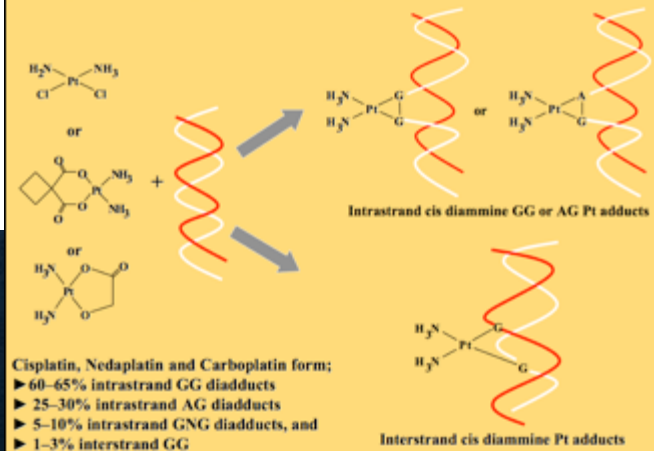 H₂N NH₃
Pt
Cl Cl
or
O
O NH₃
Pt
O NH₃
O
+
or
H₃N O O
Pt
H₃N O
H₃N G
Pt
H₃N G
or
H₃N A
Pt
H₃N G
Intrastrand cis diammine GG or AG Pt adducts
H₃N G
Pt
H₃N G
Interstrand cis diammine Pt adducts
Cisplatin, Nedaplatin and Carboplatin form;
►60–65% intrastrand GG diadducts
► 25–30% intrastrand AG diadducts
► 5–10% intrastrand GNG diadducts, and
► 1–3% interstrand GG